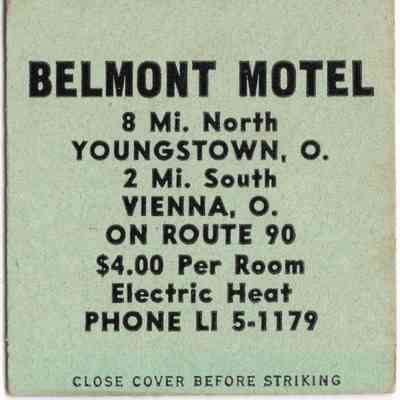 BELMONT MOTEL
8 Mi. North
YOUNGSTOWN, O.
2 Mi. South
VIENNA, O.
ON ROUTE 90
$4.00 Per Room
Electric Heat
PHONE LI 5-1179
CLOSE COVER BEFORE STRIKING